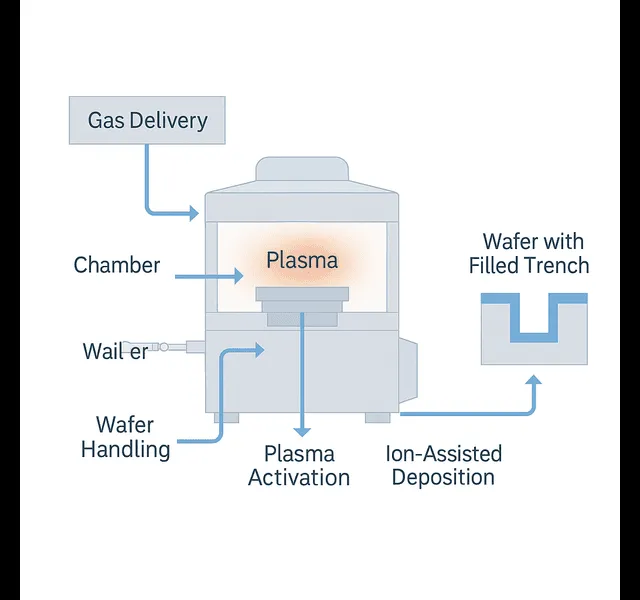 Gas Delivery
Plasma
Chamber
Wafer with
Filled Trench
Wail er
Wafer
Handling
Plasma
Activation
Ion-Assisted
Deposition